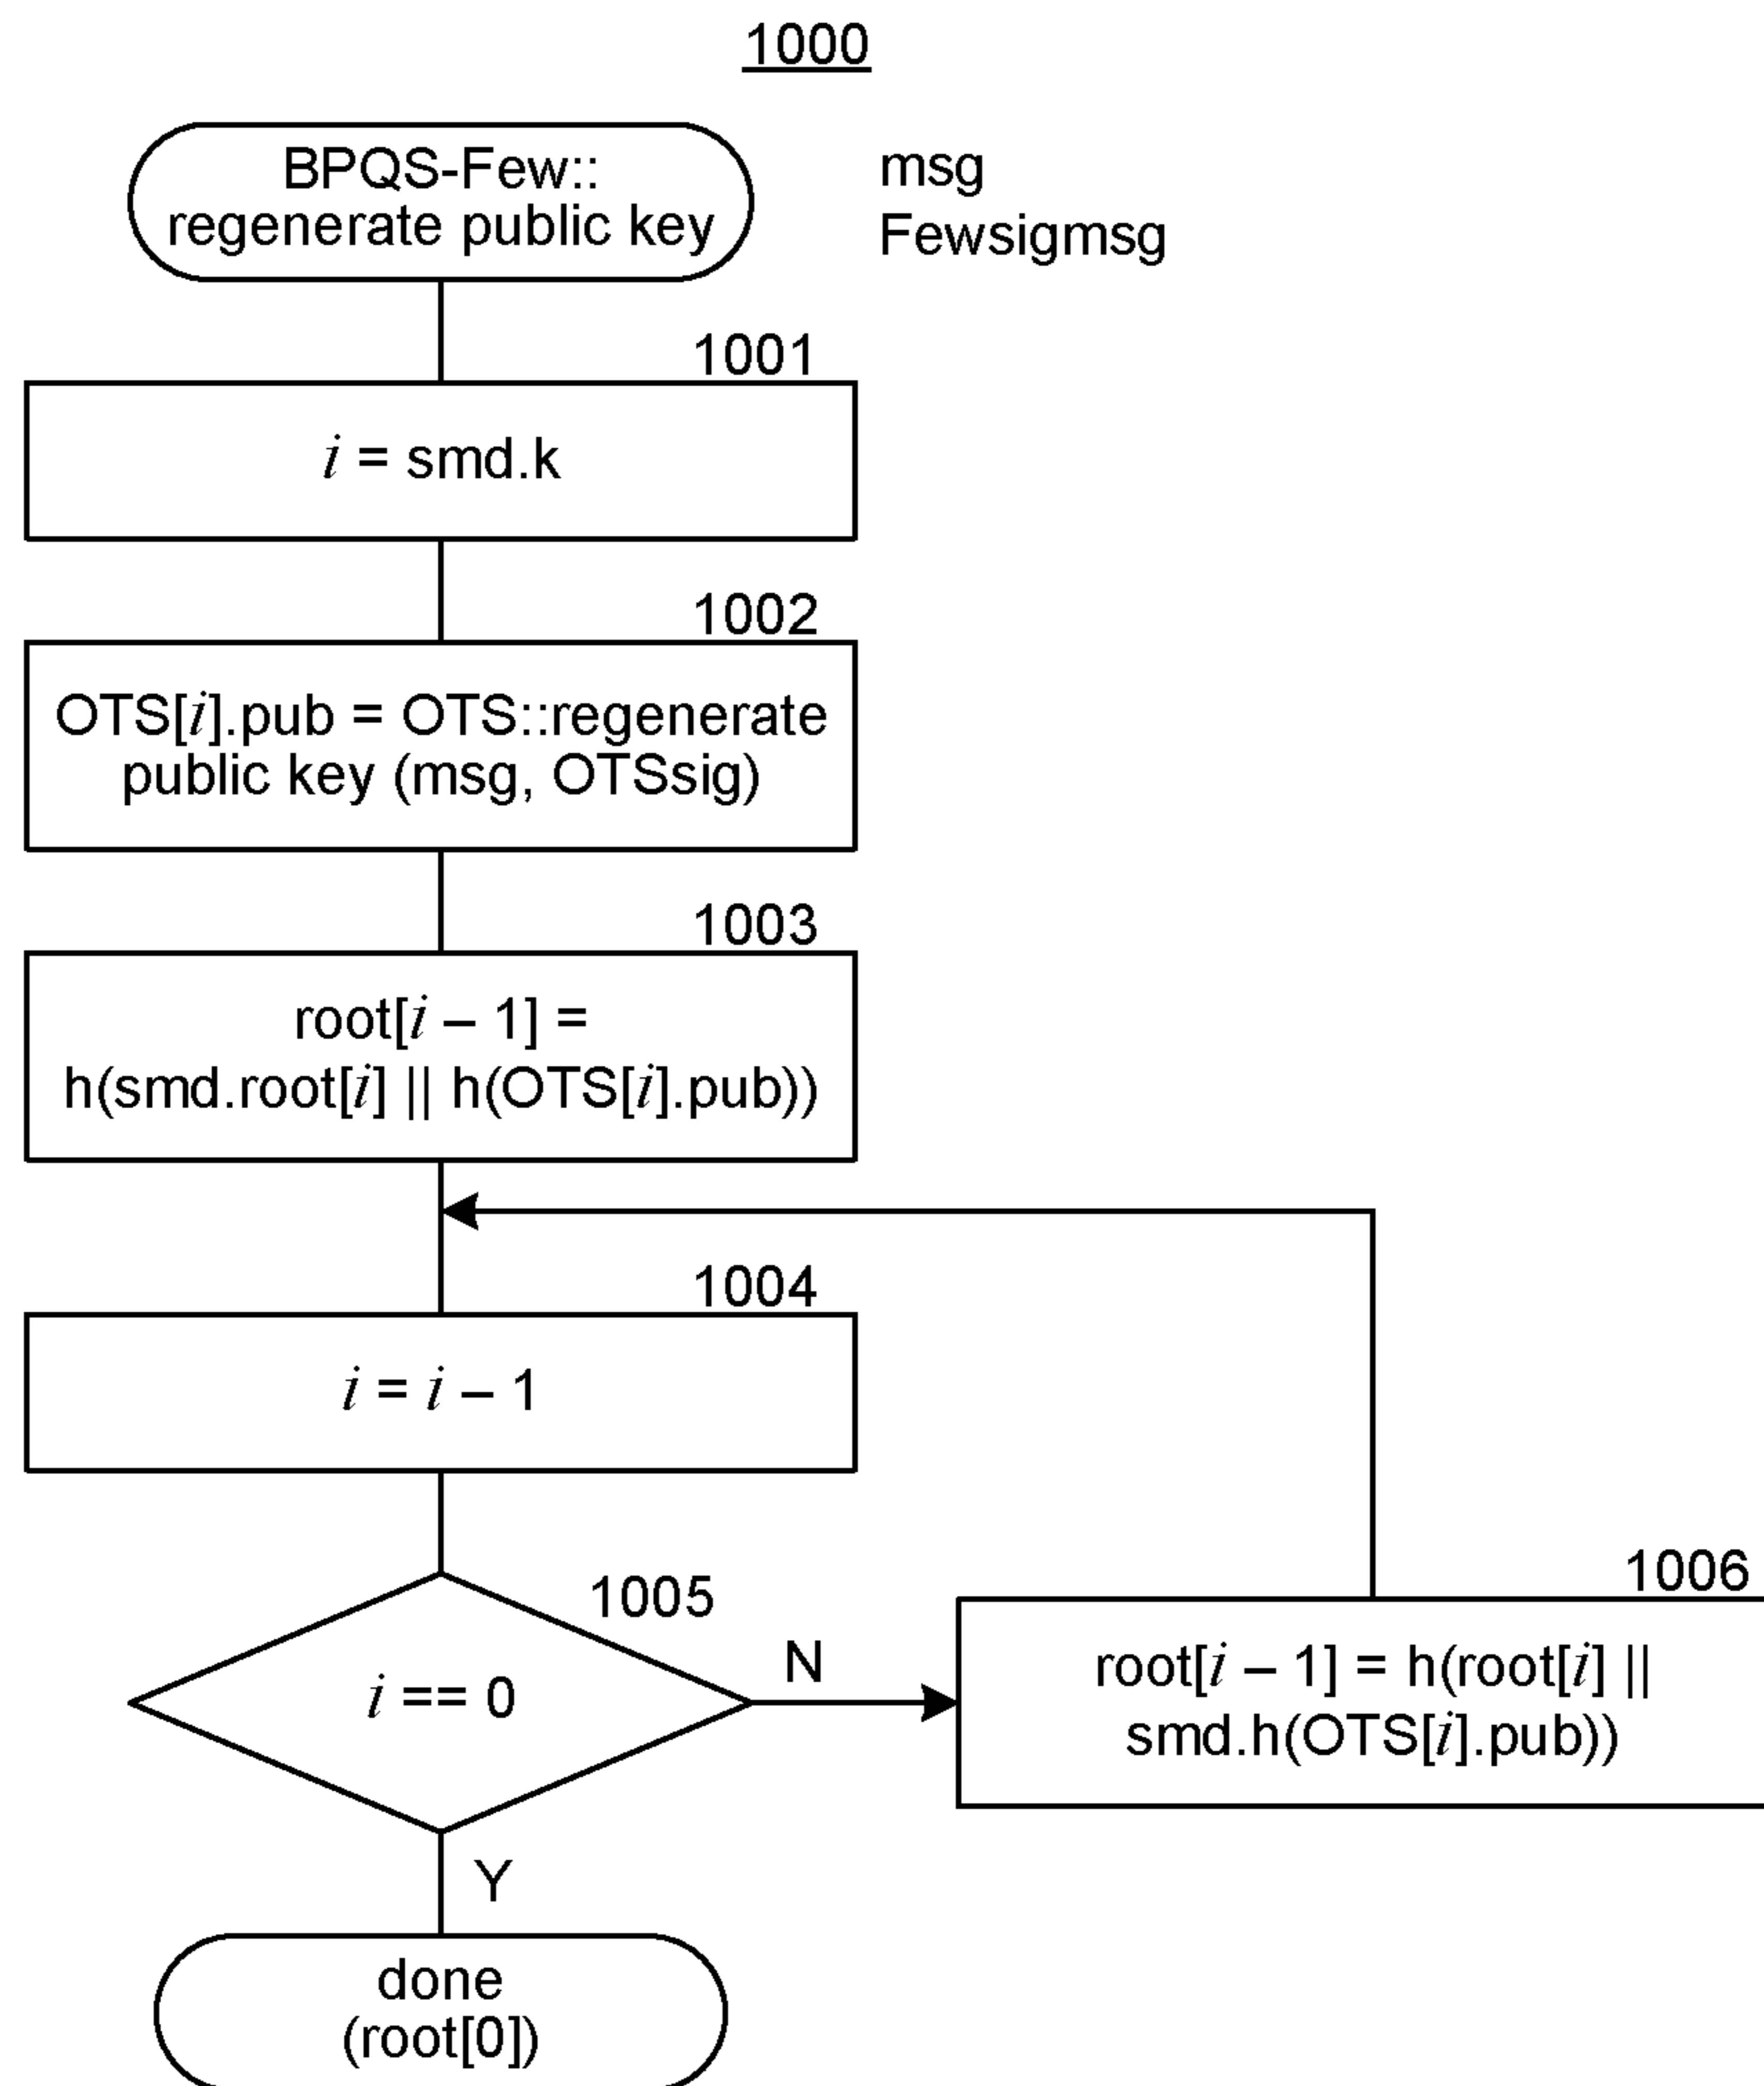 1000
BPQS-Few::
regenerate public key
msg
Fewsigmsg
1001
i = smd.k
1002
OTS[i].pub = OTS::regenerate
public key (msg, OTSsig)
1003
root[i – 1] =
h(smd.root[i] || h(OTS[i].pub))
1004
i = i – 1
1005
i == 0
N
1006
root[i – 1] = h(root[i] ||
smd.h(OTS[i].pub))
Y
done
(root[0])